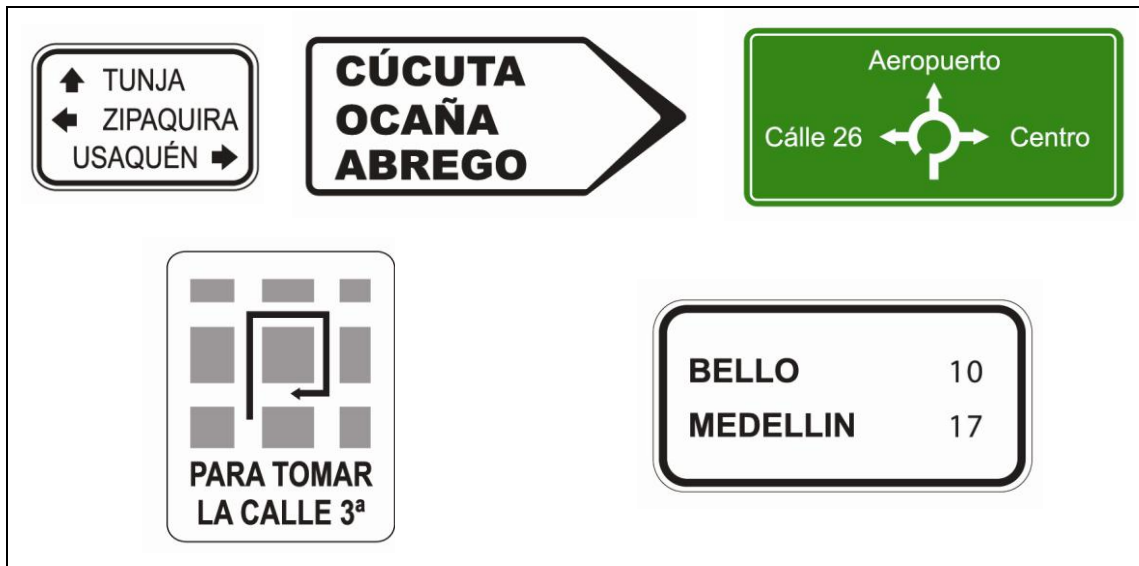 TUNJA
ZIPAQUIRA
USAQUÉN
CÚCUTA
OCAÑA
ABREGO
Aeropuerto
Cálle 26
Centro
PARA TOMAR
LA CALLE 3ª
BELLO 10
MEDELLIN 17